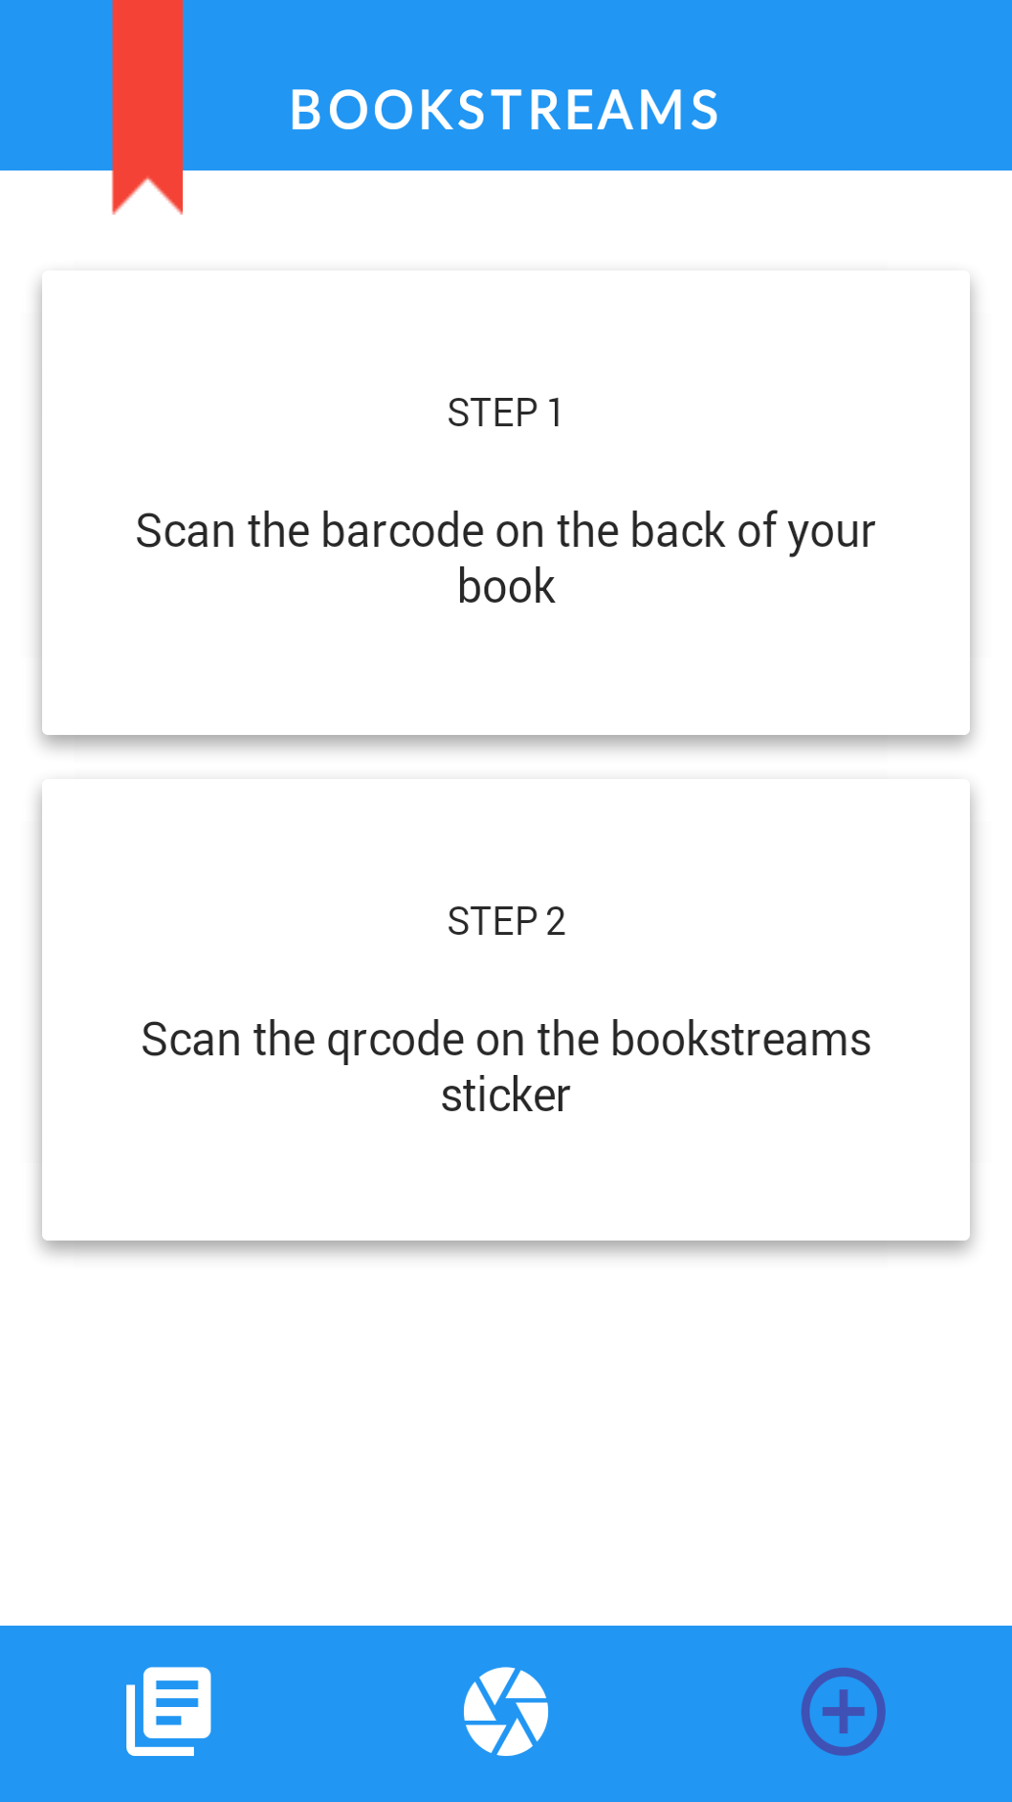 BOOKSTREAMS
STEP 1
Scan the barcode on the back of your
book
STEP 2
Scan the qrcode on the bookstreams
sticker